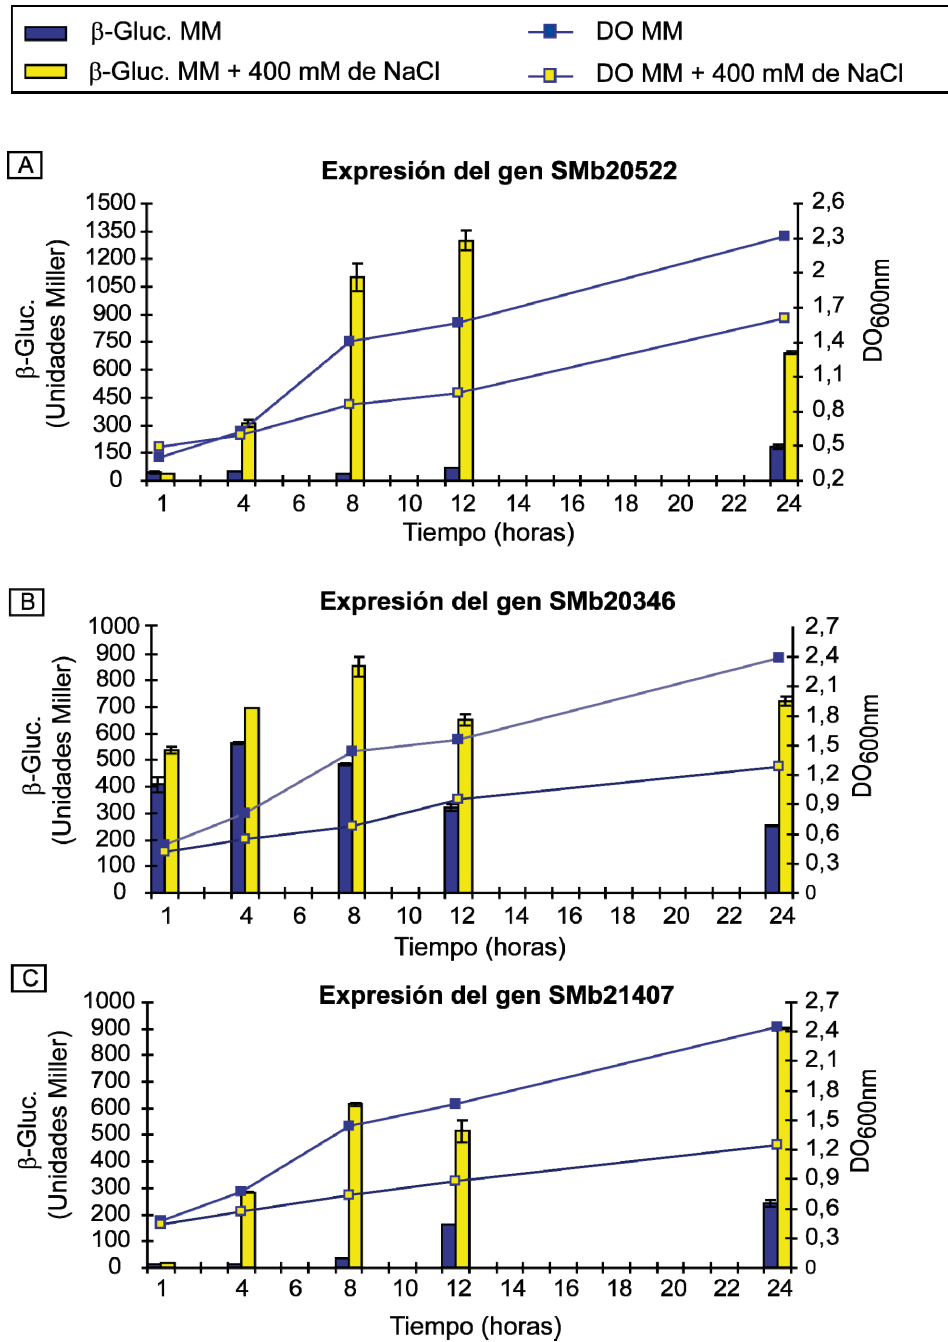 β-Gluc. MM
DO MM
β-Gluc. MM + 400 mM de NaCl
DO MM + 400 mM de NaCl
A
Expresión del gen SMb20522
1500
1350
1200
1050
900
750
600
450
300
150
0
β-Gluc.
(Unidades Miller)
2,6
2,3
2
1,7
1,4
1,1
0,8
0,5
0,2
DO600nm
1 4 6 8 10 12 14 16 18 20 22 24
Tiempo (horas)
B
Expresión del gen SMb20346
1000
900
800
700
600
500
400
300
200
100
0
β-Gluc.
(Unidades Miller)
2,7
2,4
2,1
1,8
1,5
1,2
0,9
0,6
0,3
0
DO600nm
1 4 6 8 10 12 14 16 18 20 22 24
Tiempo (horas)
C
Expresión del gen SMb21407
1000
900
800
700
600
500
400
300
200
100
0
β-Gluc.
(Unidades Miller)
2,7
2,4
2,1
1,8
1,5
1,2
0,9
0,6
0,3
0
DO600nm
1 4 6 8 10 12 14 16 18 20 22 24
Tiempo (horas)